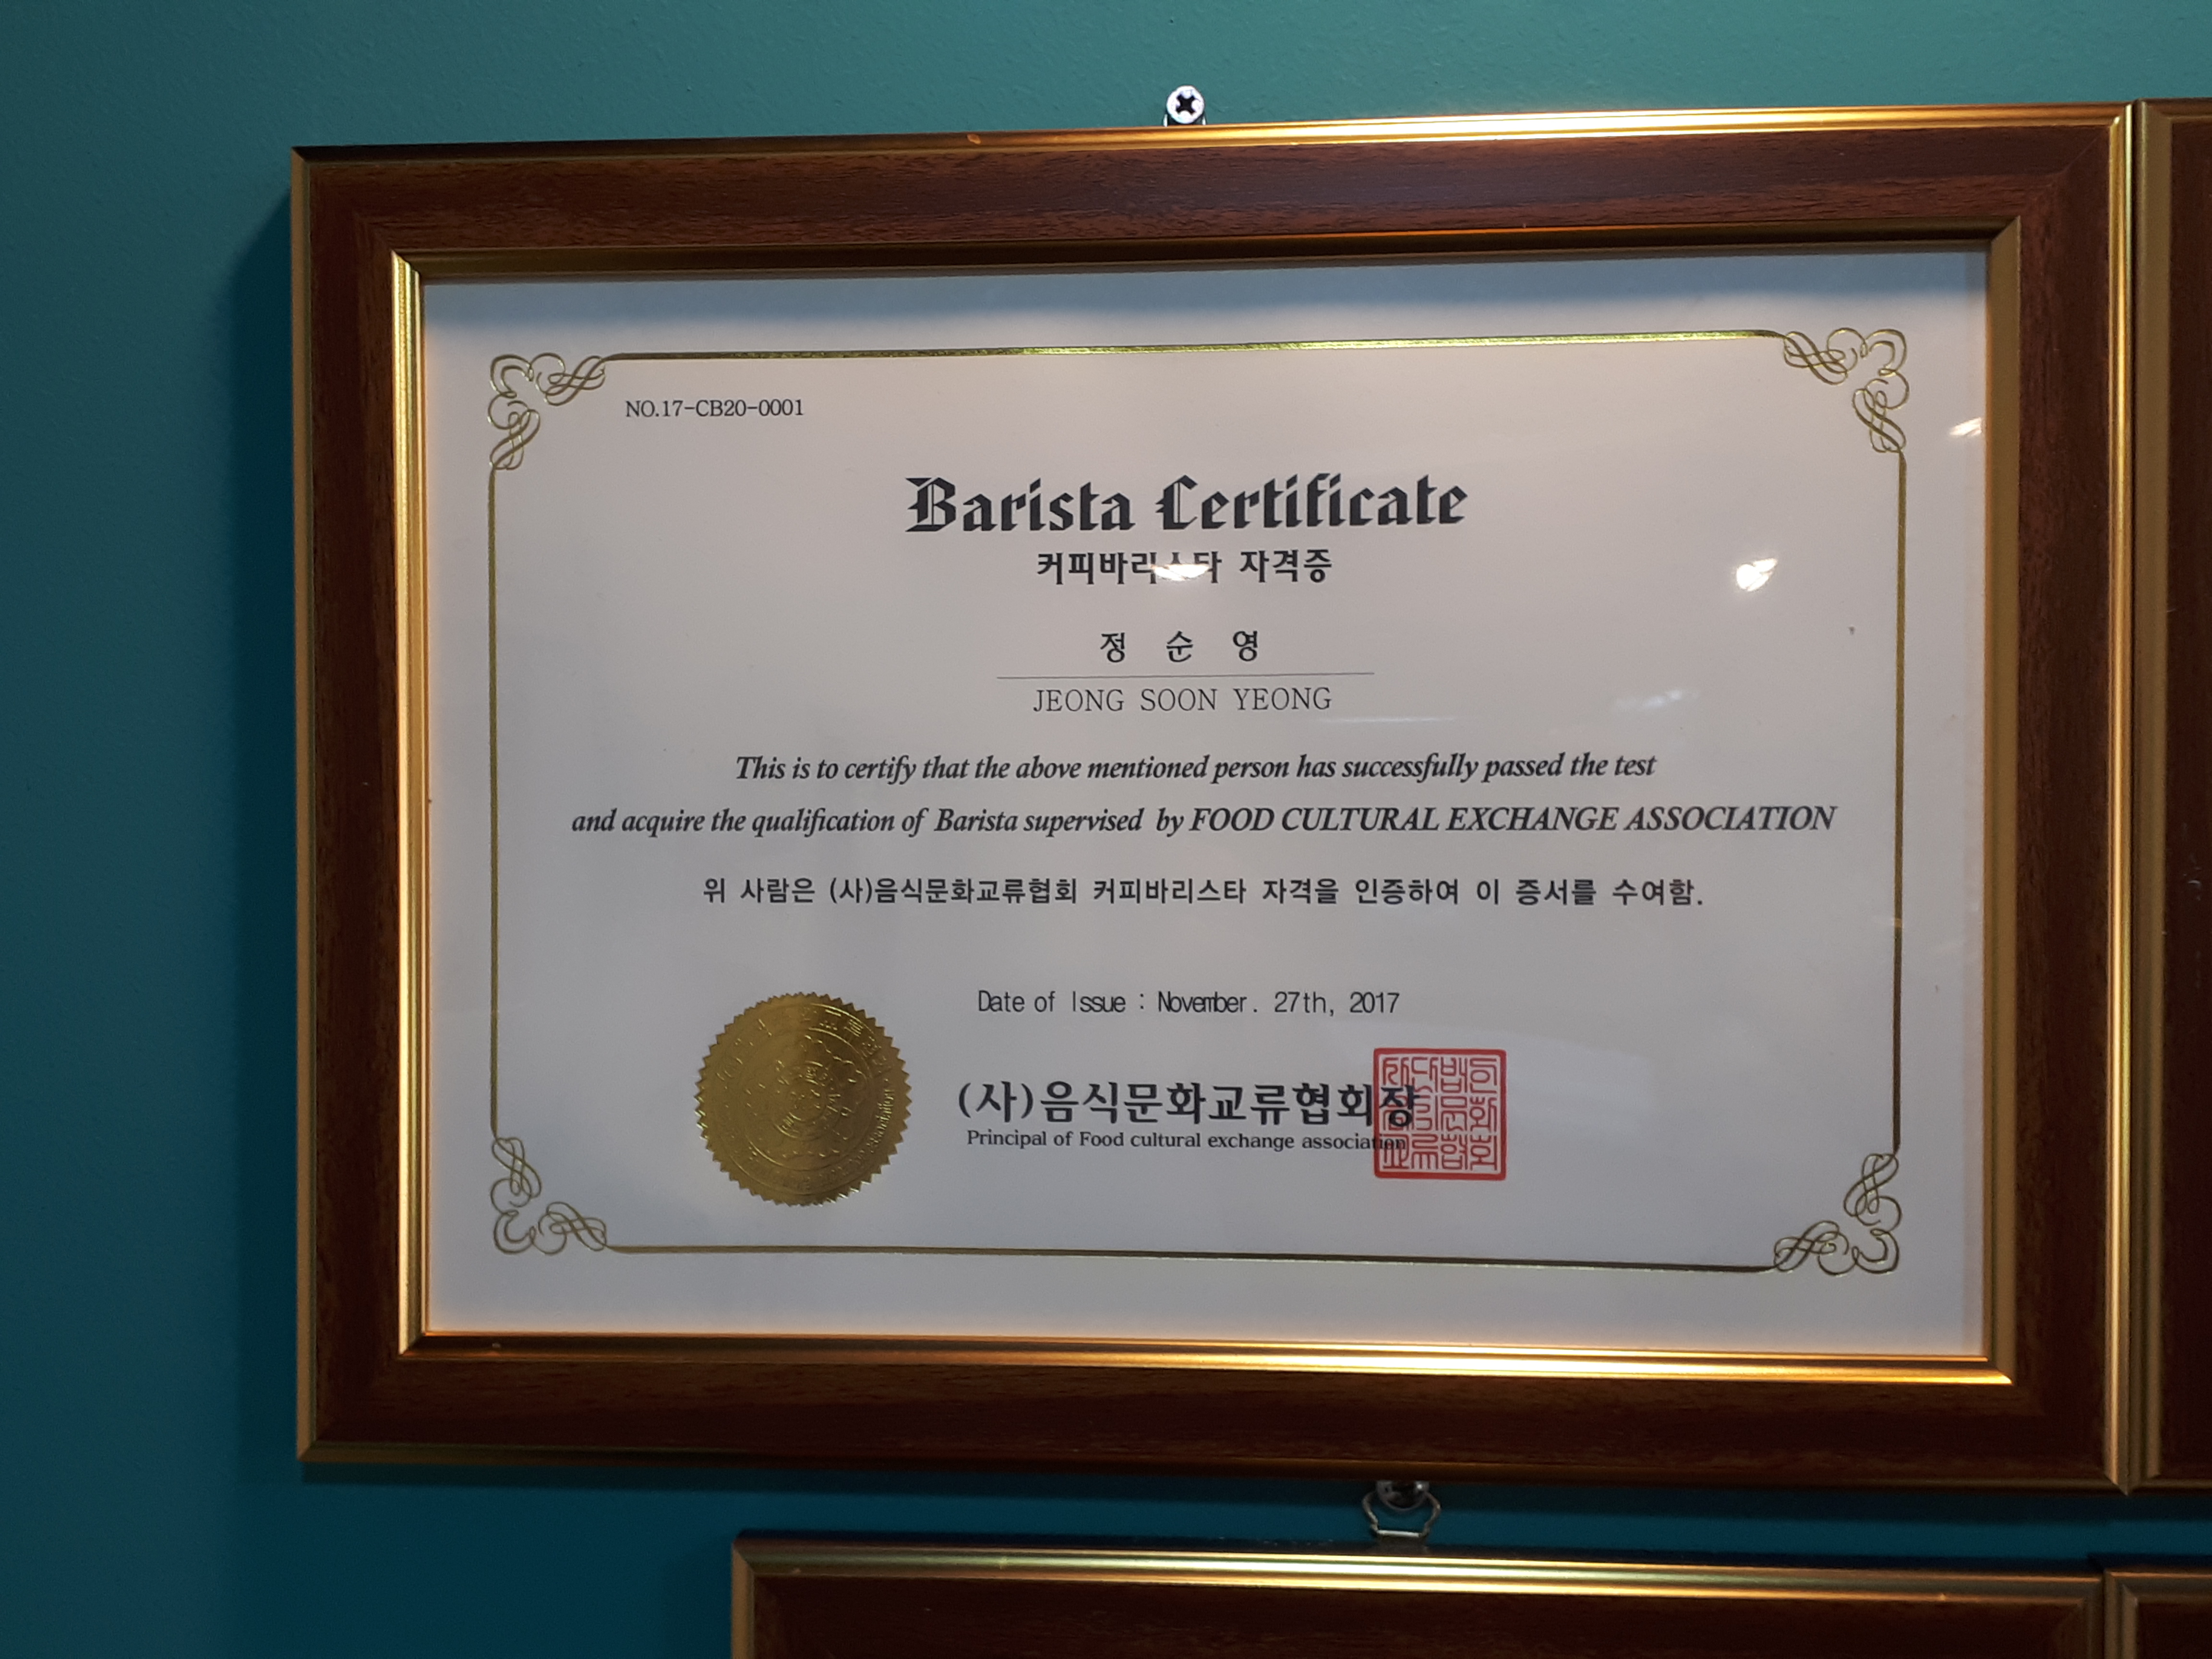 NO.17-CB20-0001
Barista Certificate
커피바리스타 자격증
정 순 영
JEONG SOON YEONG
This is to certify that the above mentioned person has successfully passed the test
and acquire the qualification of Barista supervised by FOOD CULTURAL EXCHANGE ASSOCIATION
위 사람은 (사)음식문화교류협회 커피바리스타 자격을 인증하여 이 증서를 수여함.
Date of Issue : November. 27th, 2017
(사)음식문화교류협회장
Principal of Food cultural exchange association